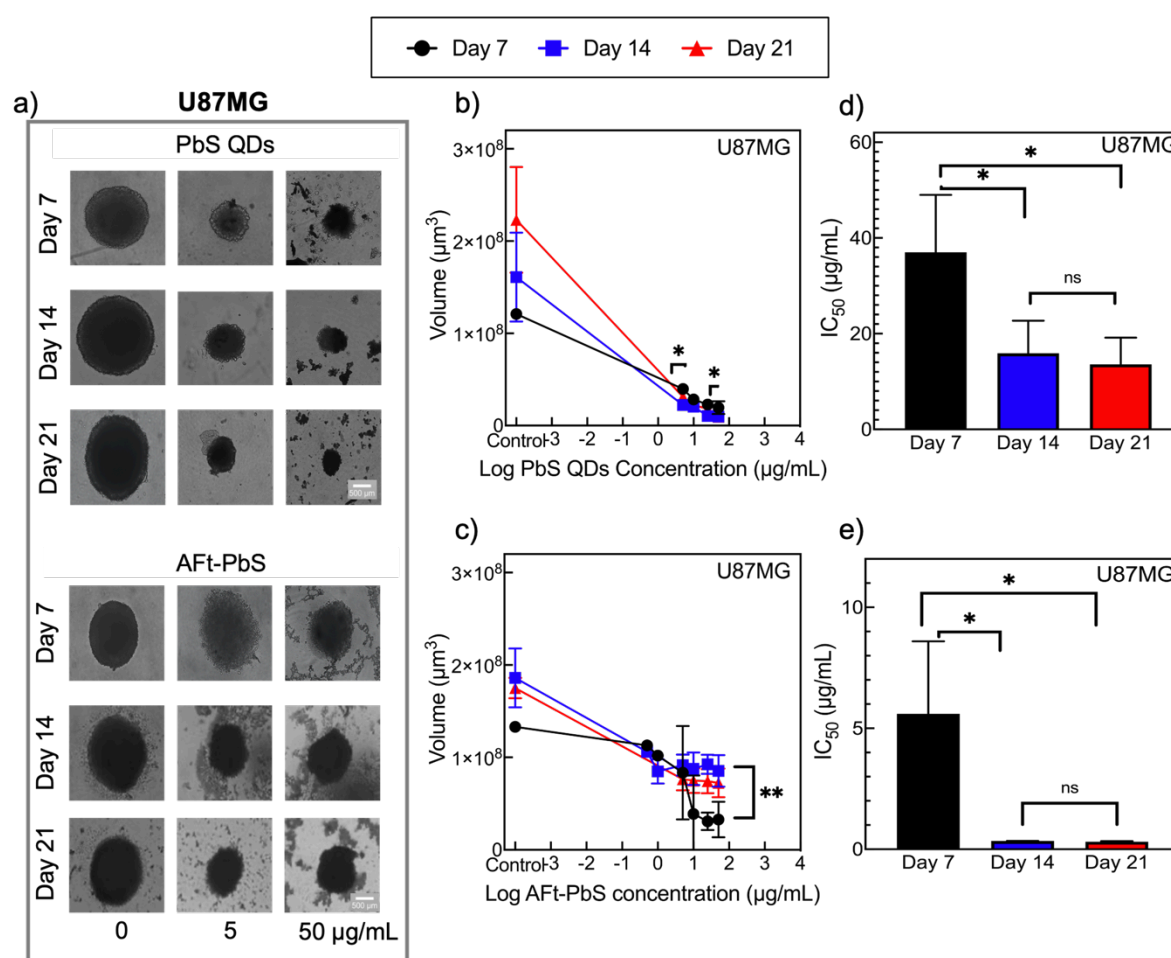 Day 7 Day 14 Day 21
a) U87MG
PbS QDs
Day 7
Day 14
Day 21
500 µm
AFt-PbS
Day 7
Day 14
Day 21
500 µm
0 5 50 µg/mL
b)
U87MG
Volume (µm³)
3×10⁸
2×10⁸
1×10⁸
0
* *
Control -3 -2 -1 0 1 2 3 4
Log PbS QDs Concentration (µg/mL)
c)
U87MG
Volume (µm³)
3×10⁸
2×10⁸
1×10⁸
0
**
Control -3 -2 -1 0 1 2 3 4
Log AFt-PbS concentration (µg/mL)
d)
U87MG
IC₅₀ (µg/mL)
60
40
20
0
*
*
ns
Day 7 Day 14 Day 21
e)
U87MG
IC₅₀ (µg/mL)
10
5
0
*
*
ns
Day 7 Day 14 Day 21